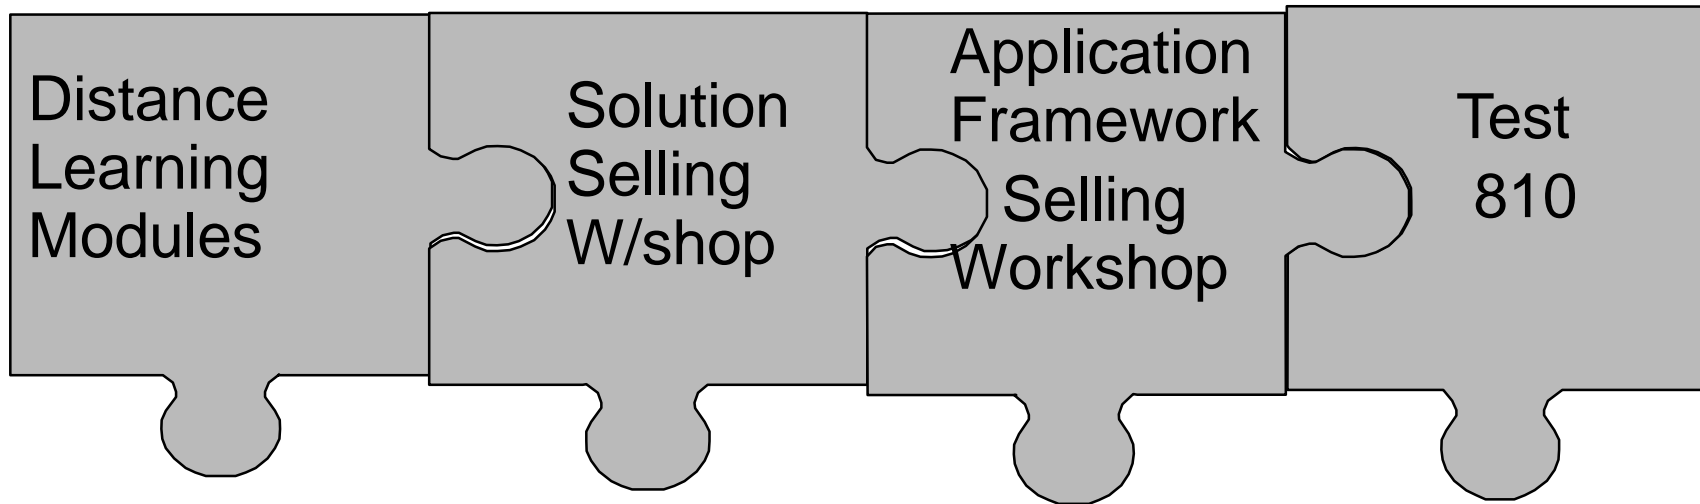 Distance
Learning
Modules
Solution
Selling
W/shop
Application
Framework
Selling
Workshop
Test
810